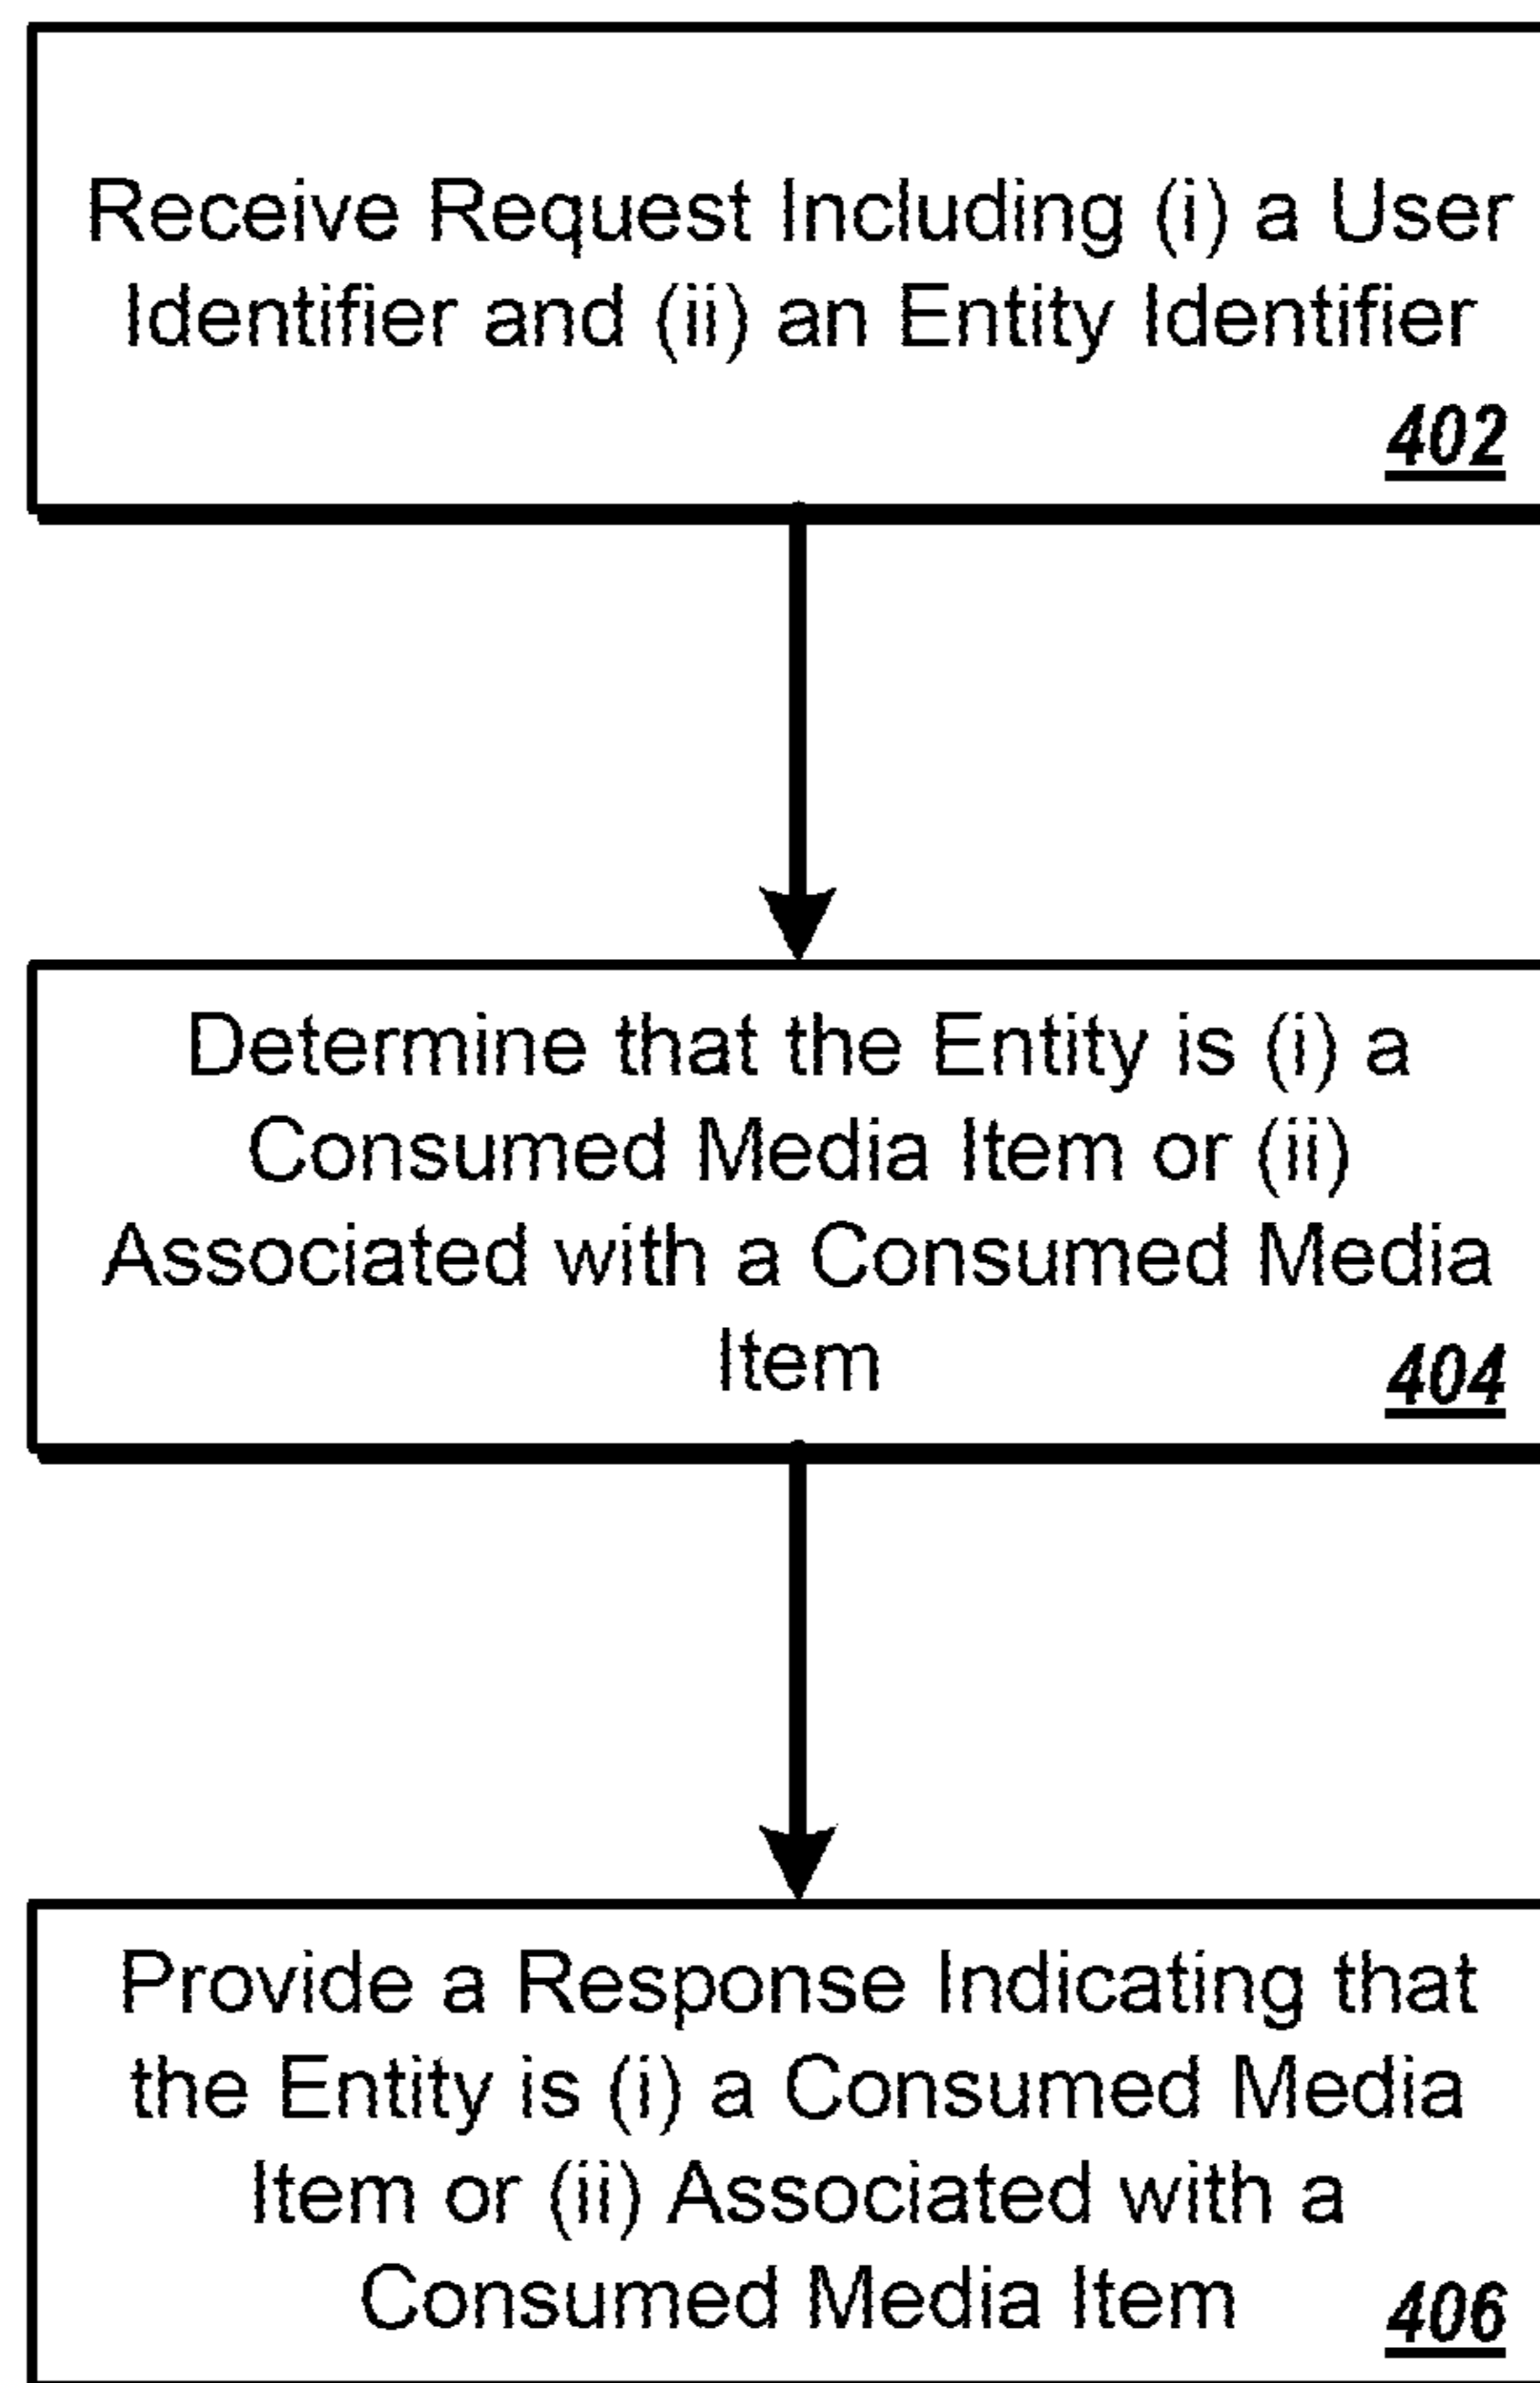 Receive Request Including (i) a User
Identifier and (ii) an Entity Identifier
402
Determine that the Entity is (i) a
Consumed Media Item or (ii)
Associated with a Consumed Media
Item
404
Provide a Response Indicating that
the Entity is (i) a Consumed Media
Item or (ii) Associated with a
Consumed Media Item
406